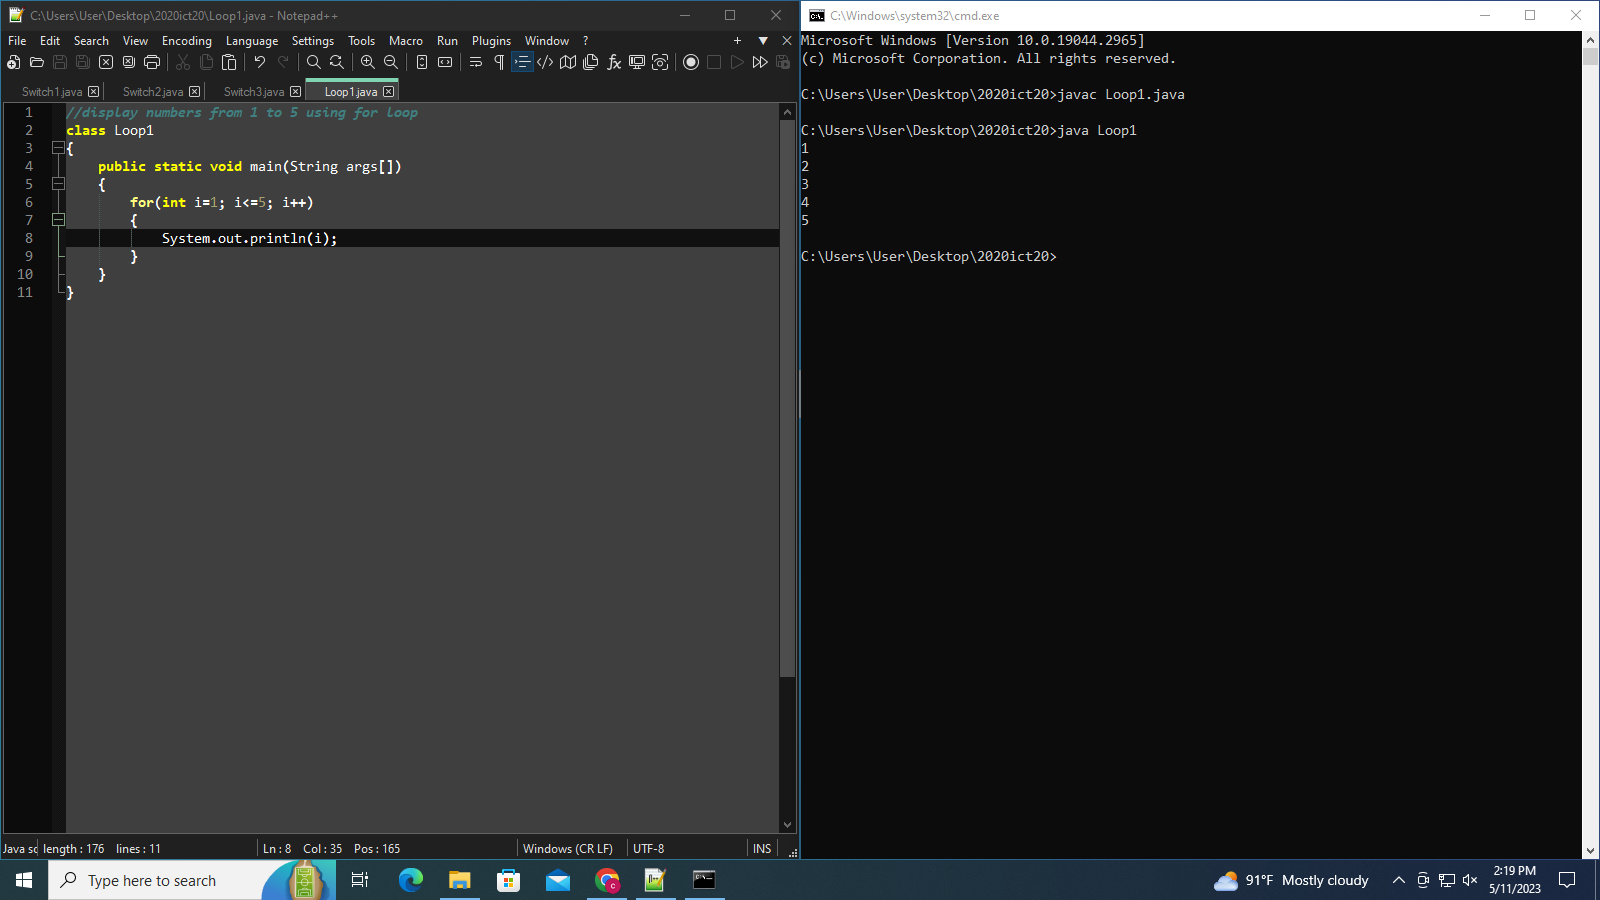 C:\Users\User\Desktop\2020ict20\Loop1.java - Notepad++
File Edit Search View Encoding Language Settings Tools Macro Run Plugins Window ?
Switch1.java Switch2.java Switch3.java Loop1.java
1 //display numbers from 1 to 5 using for loop
2 class Loop1
3 {
4 public static void main(String args[])
5 {
6 for(int i=1; i<=5; i++)
7 {
8 System.out.println(i);
9 }
10 }
11 }
Java sc length : 176 lines : 11 Ln : 8 Col : 35 Pos : 165 Windows (CR LF) UTF-8 INS
C:\Windows\system32\cmd.exe
Microsoft Windows [Version 10.0.19044.2965]
(c) Microsoft Corporation. All rights reserved.
C:\Users\User\Desktop\2020ict20>javac Loop1.java
C:\Users\User\Desktop\2020ict20>java Loop1
1
2
3
4
5
C:\Users\User\Desktop\2020ict20>
Type here to search
91°F Mostly cloudy
2:19 PM
5/11/2023